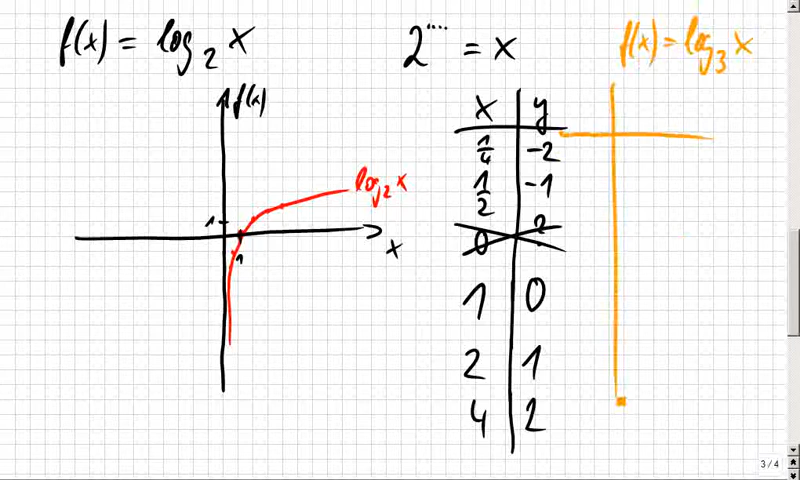 f(x) = log₂ x
2^.... = x
f(x) = log₃ x
f(x)
log₂ x
1
1
x
x y
1/4 -2
1/2 -1
0
1 0
2 1
4 2
3 / 4